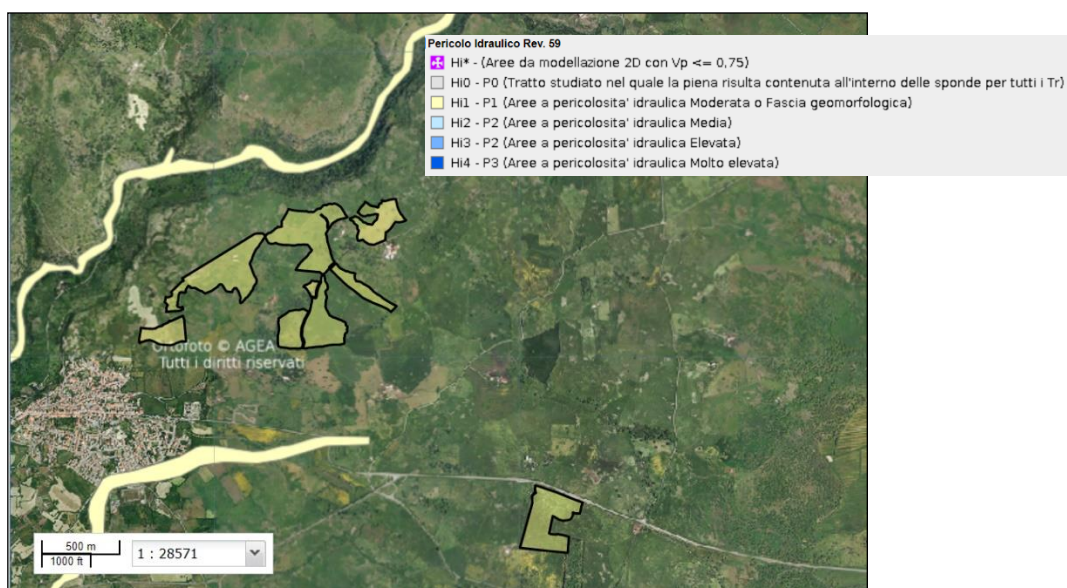 Pericolo Idraulico Rev. 59
Hi* - (Aree da modellazione 2D con Vp <= 0,75)
Hi0 - P0 (Tratto studiato nel quale la piena risulta contenuta all'interno delle sponde per tutti i Tr)
Hi1 - P1 (Aree a pericolosita' idraulica Moderata o Fascia geomorfologica)
Hi2 - P2 (Aree a pericolosita' idraulica Media)
Hi3 - P2 (Aree a pericolosita' idraulica Elevata)
Hi4 - P3 (Aree a pericolosita' idraulica Molto elevata)
Ortofoto © AGEA
Tutti i diritti riservati
500 m
1000 ft
1 : 28571